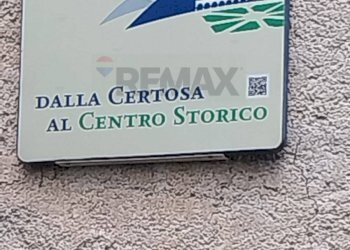 RE/MAX
DALLA CERTOSA
AL CENTRO STORICO